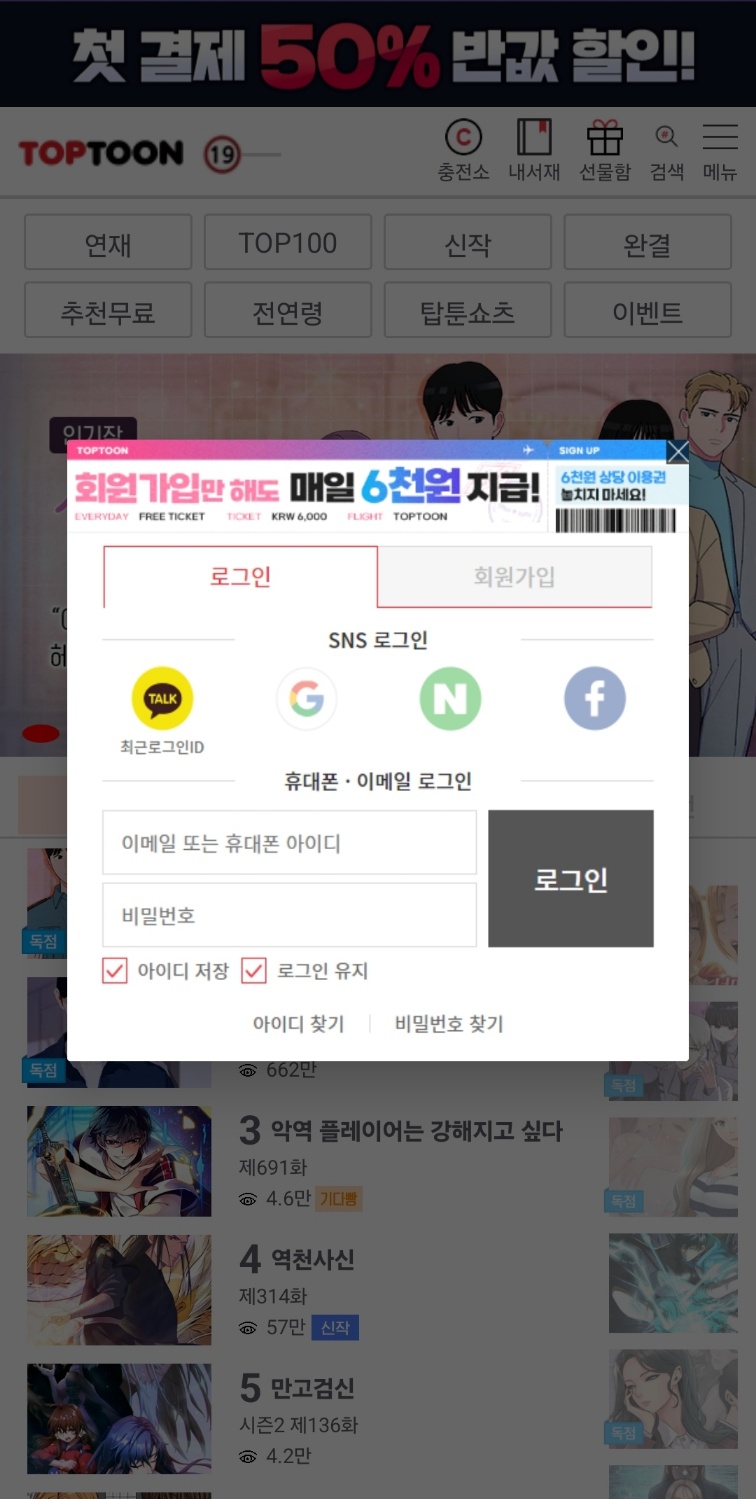 첫 결제 50% 반값 할인!
TOPTOON 19
충전소 내서재 선물함 검색 메뉴
연재 TOP100 신작 완결
추천무료 전연령 탑툰쇼츠 이벤트
인기작
TOPTOON SIGN UP
회원가입만 해도 매일 6천원 지급!
6천원 상당 이용권
놓치지 마세요!
EVERYDAY FREE TICKET TICKET KRW 6,000 FLIGHT TOPTOON
로그인 회원가입
SNS 로그인
TALK G N f
최근로그인ID
휴대폰 · 이메일 로그인
이메일 또는 휴대폰 아이디
비밀번호
로그인
아이디 저장 로그인 유지
아이디 찾기 비밀번호 찾기
독점
독점
662만
독점
3 악역 플레이어는 강해지고 싶다
제691화
4.6만 기다빵
독점
4 역천사신
제314화
57만 신작
5 만고검신
시즌2 제136화
4.2만
독점